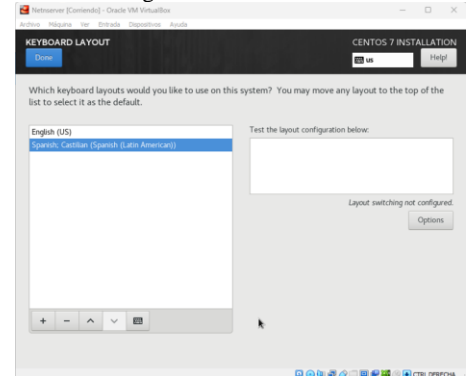 Netroserver [Corriendo] - Oracle VM VirtualBox
Archivo Máquina Ver Entrada Dispositivos Ayuda
KEYBOARD LAYOUT
CENTOS 7 INSTALLATION
Done
us
Help!
Which keyboard layouts would you like to use on this system? You may move any layout to the top of the
list to select it as the default.
English (US)
Test the layout configuration below:
Spanish; Castilian (Spanish (Latin American))
Layout switching not configured.
Options
CTRL DERECHA